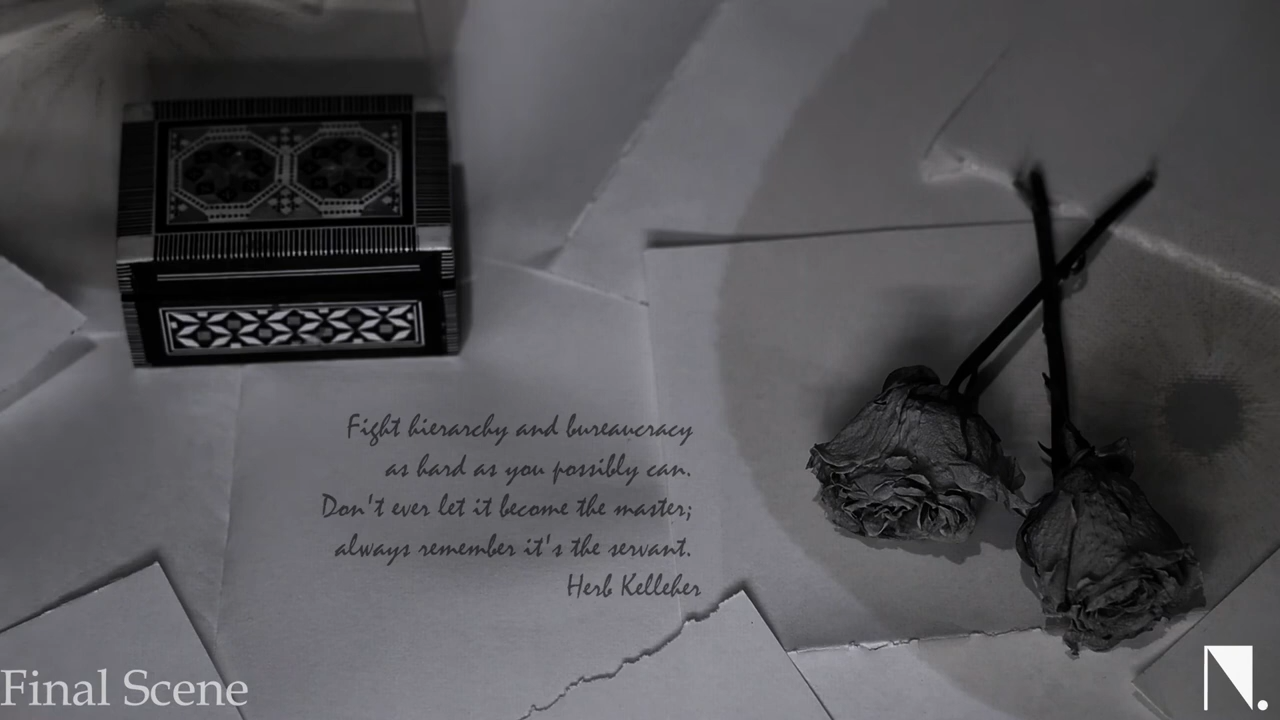 Fight hierarchy and bureaucracy
as hard as you possibly can.
Don't ever let it become the master;
always remember it's the servant.
Herb Kelleher
Final Scene
N.